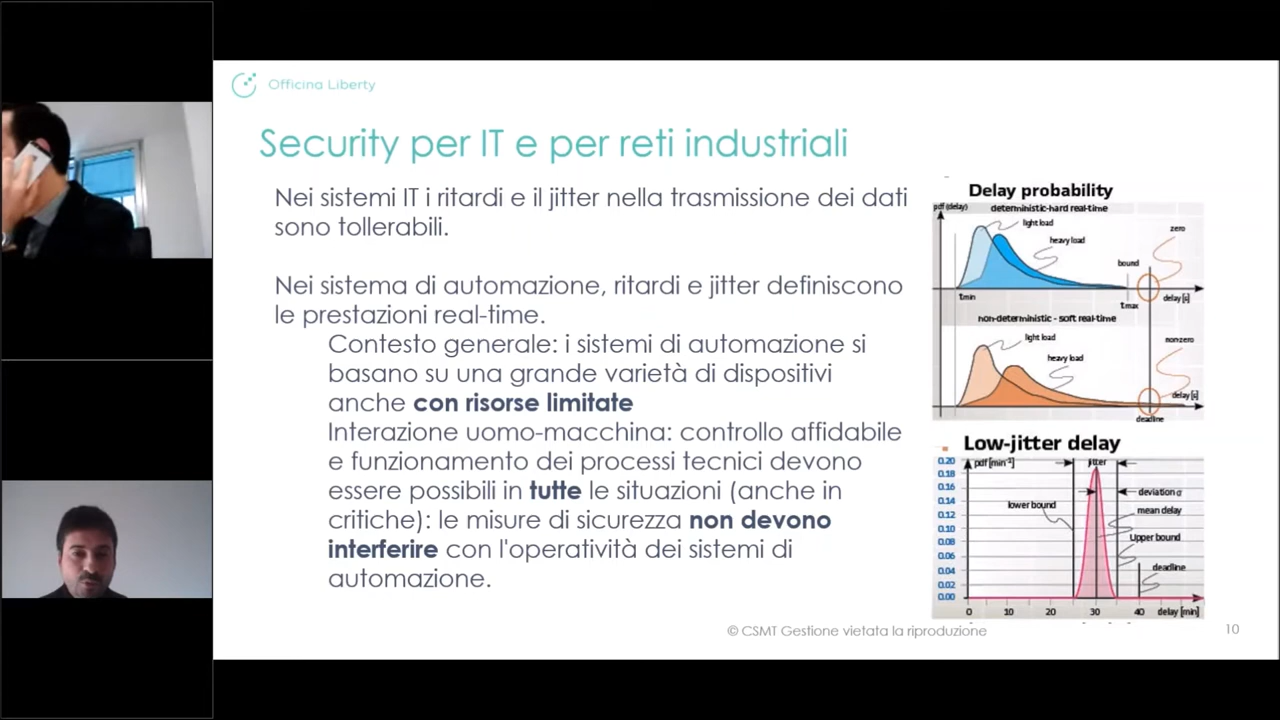 Officina Liberty
Security per IT e per reti industriali
Nei sistemi IT i ritardi e il jitter nella trasmissione dei dati
sono tollerabili.
Nei sistema di automazione, ritardi e jitter definiscono
le prestazioni real-time.
Contesto generale: i sistemi di automazione si
basano su una grande varietà di dispositivi
anche con risorse limitate
Interazione uomo-macchina: controllo affidabile
e funzionamento dei processi tecnici devono
essere possibili in tutte le situazioni (anche in
critiche): le misure di sicurezza non devono
interferire con l'operatività dei sistemi di
automazione.
Delay probability
pdf (delay)
deterministic-hard real-time
light load
heavy load
zero
bound
t.min
t.max
delay [s]
non-deterministic - soft real-time
light load
heavy load
nonzero
delay [s]
deadline
Low-jitter delay
0.20
0.18
0.16
0.14
0.12
0.10
0.08
0.06
0.04
0.02
0.00
pdf [min⁻¹]
jitter
deviation σ
lower bound
mean delay
Upper bound
deadline
0 10 20 30 40 delay [min]
© CSMT Gestione vietata la riproduzione
10